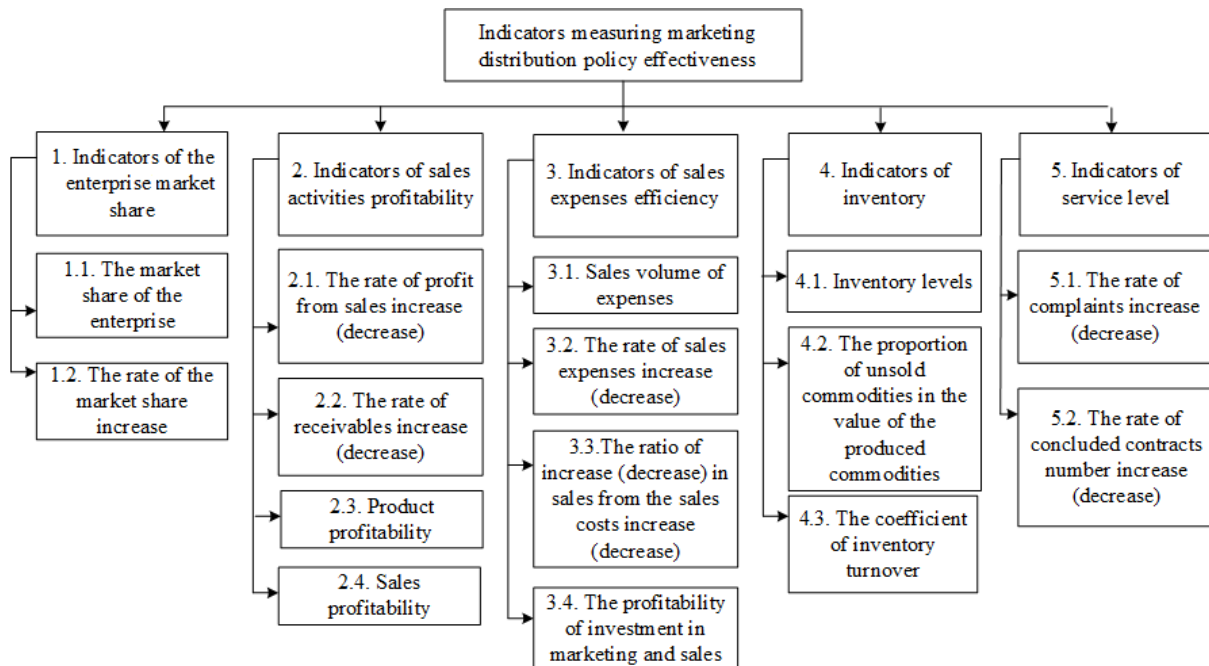 Indicators measuring marketing
distribution policy effectiveness
1. Indicators of the
enterprise market
share
1.1. The market
share of the
enterprise
1.2. The rate of the
market share
increase
2. Indicators of sales
activities profitability
2.1. The rate of profit
from sales increase
(decrease)
2.2. The rate of
receivables increase
(decrease)
2.3. Product
profitability
2.4. Sales
profitability
3. Indicators of sales
expenses efficiency
3.1. Sales volume of
expenses
3.2. The rate of sales
expenses increase
(decrease)
3.3.The ratio of
increase (decrease) in
sales from the sales
costs increase
(decrease)
3.4. The profitability
of investment in
marketing and sales
4. Indicators of
inventory
4.1. Inventory levels
4.2. The proportion
of unsold
commodities in the
value of the
produced
commodities
4.3. The coefficient
of inventory
turnover
5. Indicators of
service level
5.1. The rate of
complaints increase
(decrease)
5.2. The rate of
concluded contracts
number increase
(decrease)